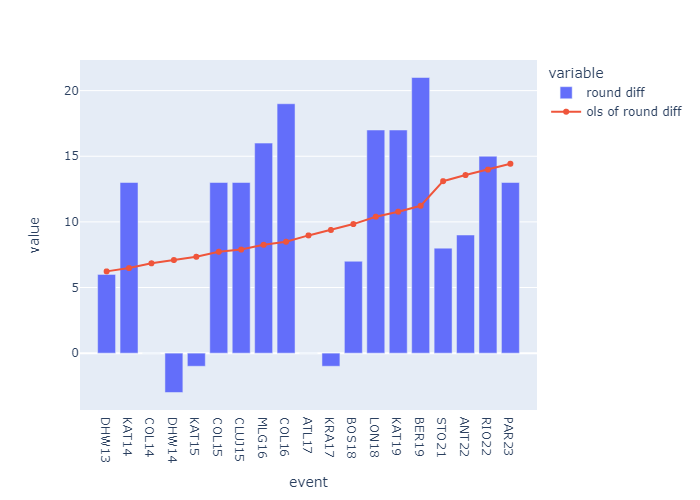 variable
round diff
ols of round diff
value
20
15
10
5
0
DHW13
KAT14
COL14
DHW14
KAT15
COL15
CLUJ15
MLG16
COL16
ATL17
KRA17
BOS18
LON18
KAT19
BER19
STO21
ANT22
RIO22
PAR23
event